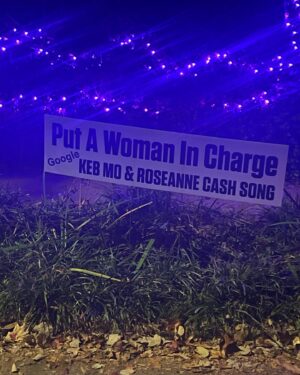 Put A Woman In Charge
Google
KEB MO & ROSEANNE CASH SONG